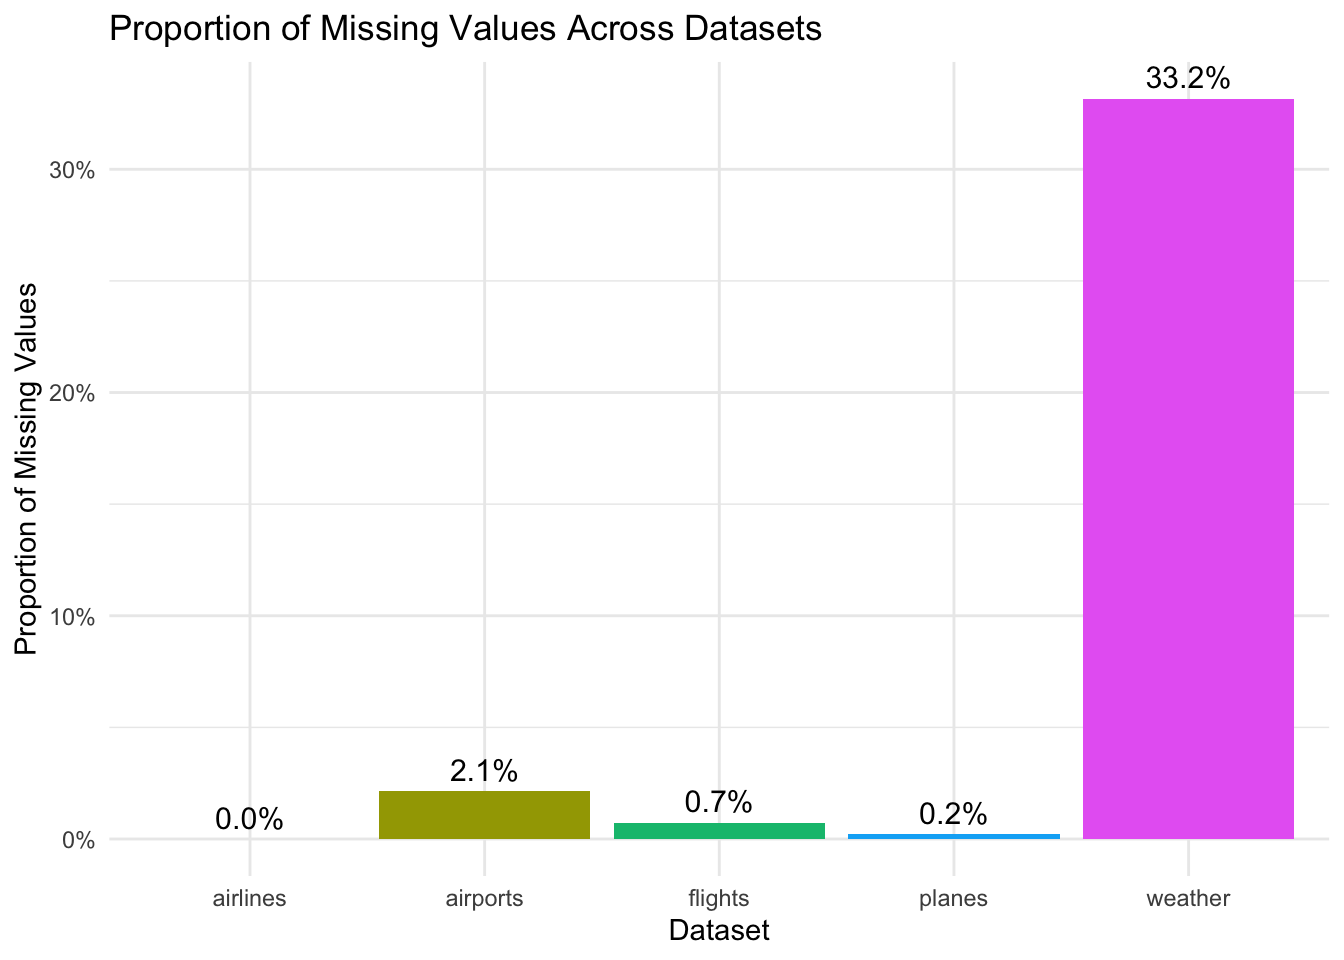 Proportion of Missing Values Across Datasets
Proportion of Missing Values
30%
20%
10%
0%
0.0%
2.1%
0.7%
0.2%
33.2%
airlines
airports
flights
planes
weather
Dataset